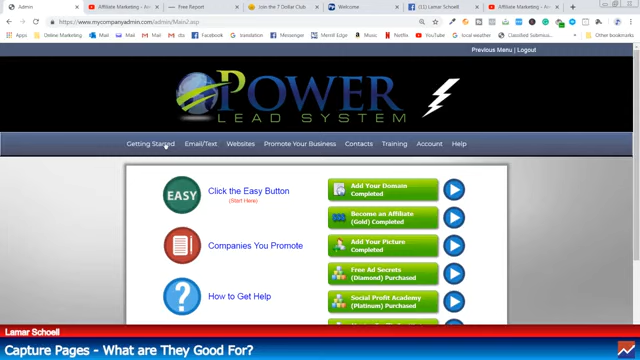 Admin
Affiliate Marketing -
Free Report
Join the 7 Dollar Club
Welcome
(11) Lamar Schoell
Affiliate Marketing -
https://www.mycompanyadmin.com/admin/Main2.asp
Apps
Online Marketing
Mail
Mail
Mail
dts
Facebook
translation
Messenger
Merrill Edge
Music
Netflix
YouTube
local weather
Classified Submiss...
Other bookmarks
Previous Menu | Logout
POWER
LEAD SYSTEM
Getting Started
Email/Text
Websites
Promote Your Business
Contacts
Training
Account
Help
EASY
Click the Easy Button
(Start Here)
Companies You Promote
How to Get Help
Add Your Domain
Completed
Become an Affiliate
(Gold) Completed
Add Your Picture
Completed
Free Ad Secrets
(Diamond) Purchased
Social Profit Academy
(Platinum) Purchased
Lamar Schoell
Capture Pages - What are They Good For?